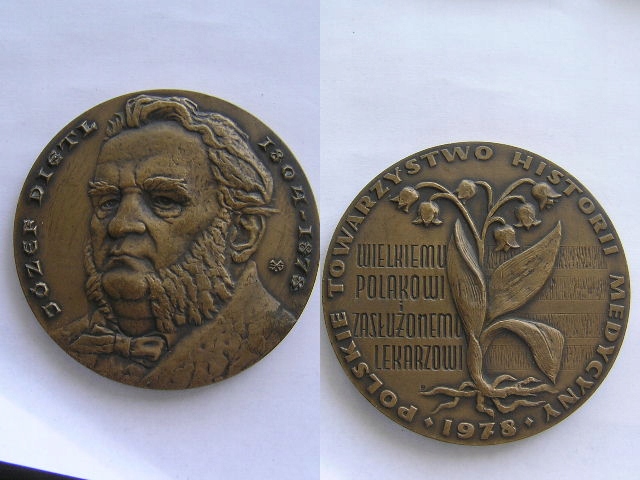 JÓZEF DIETL 1804-1878
POLSKIE TOWARZYSTWO HISTORII MEDYCYNY
1978
WIELKIEMU
POLAKOWI
i
ZASŁUŻONEMU
LEKARZOWI